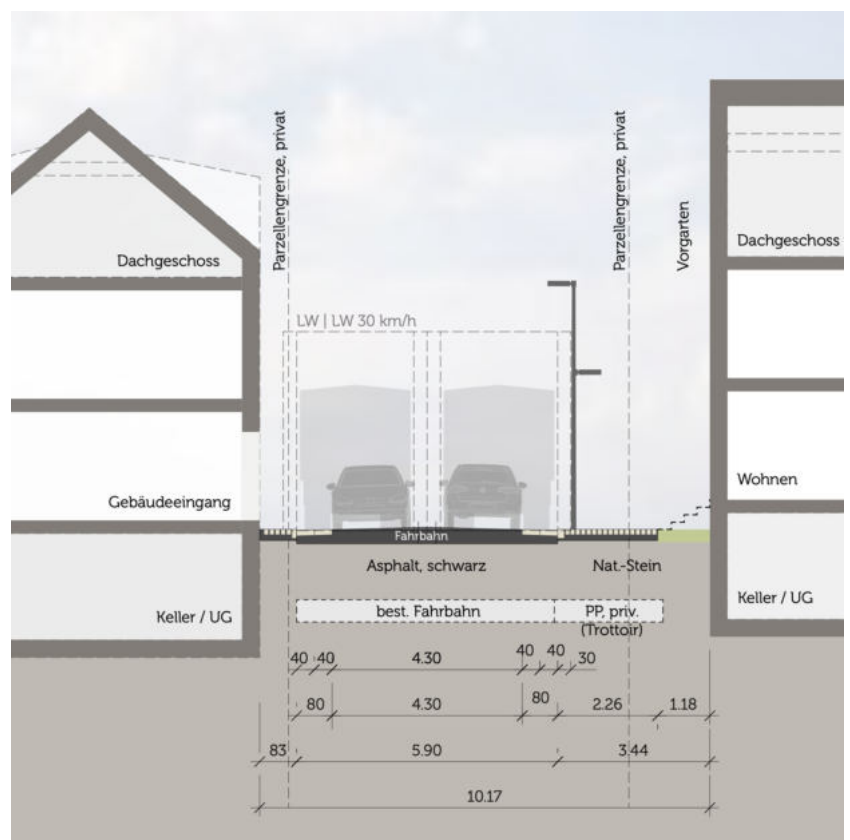 Parzellengrenze, privat
Parzellengrenze, privat
Vorgarten
Dachgeschoss
Dachgeschoss
LW | LW 30 km/h
Gebäudeeingang
Wohnen
Fahrbahn
Asphalt, schwarz
Nat.-Stein
Keller / UG
Keller / UG
best. Fahrbahn
PP, priv.
(Trottoir)
40 40 4.30 40 40 30
80 4.30 80 2.26 1.18
83 5.90 3.44
10.17